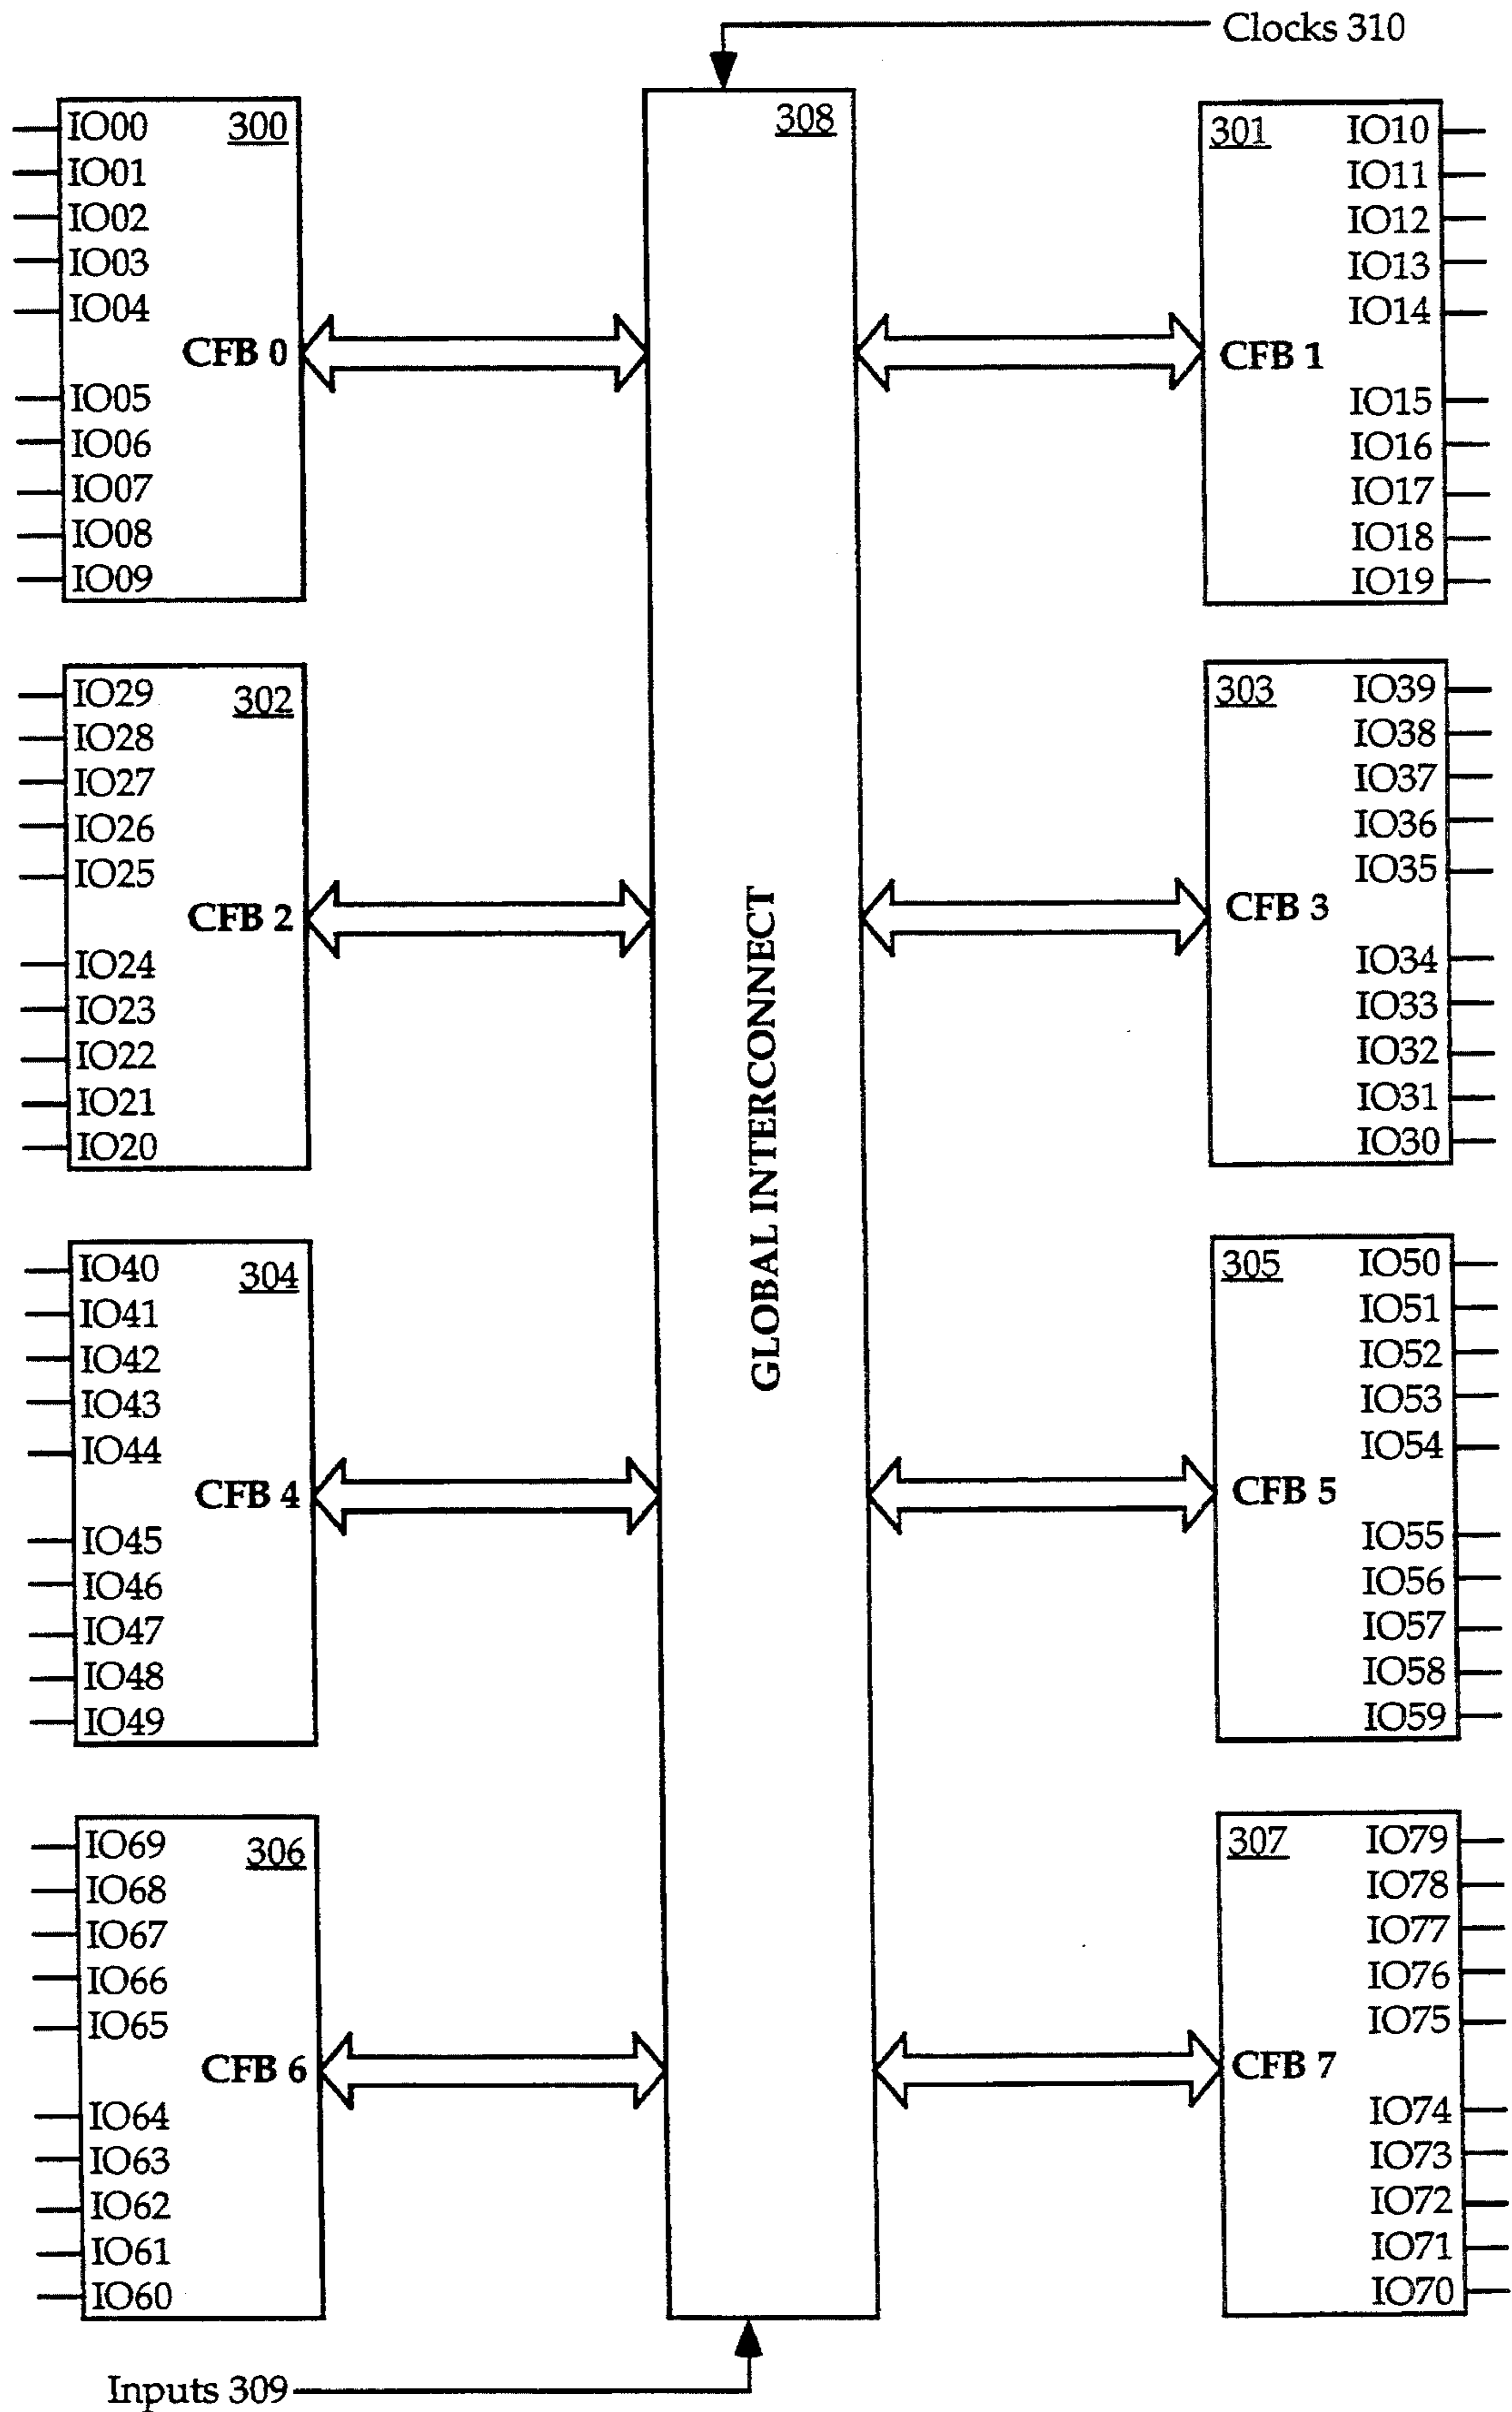 Clocks 310
IO00 300
IO01
IO02
IO03
IO04
CFB 0
IO05
IO06
IO07
IO08
IO09
308
301 IO10
IO11
IO12
IO13
IO14
CFB 1
IO15
IO16
IO17
IO18
IO19
IO29 302
IO28
IO27
IO26
IO25
CFB 2
IO24
IO23
IO22
IO21
IO20
GLOBAL INTERCONNECT
303 IO39
IO38
IO37
IO36
IO35
CFB 3
IO34
IO33
IO32
IO31
IO30
IO40 304
IO41
IO42
IO43
IO44
CFB 4
IO45
IO46
IO47
IO48
IO49
305 IO50
IO51
IO52
IO53
IO54
CFB 5
IO55
IO56
IO57
IO58
IO59
IO69 306
IO68
IO67
IO66
IO65
CFB 6
IO64
IO63
IO62
IO61
IO60
307 IO79
IO78
IO77
IO76
IO75
CFB 7
IO74
IO73
IO72
IO71
IO70
Inputs 309